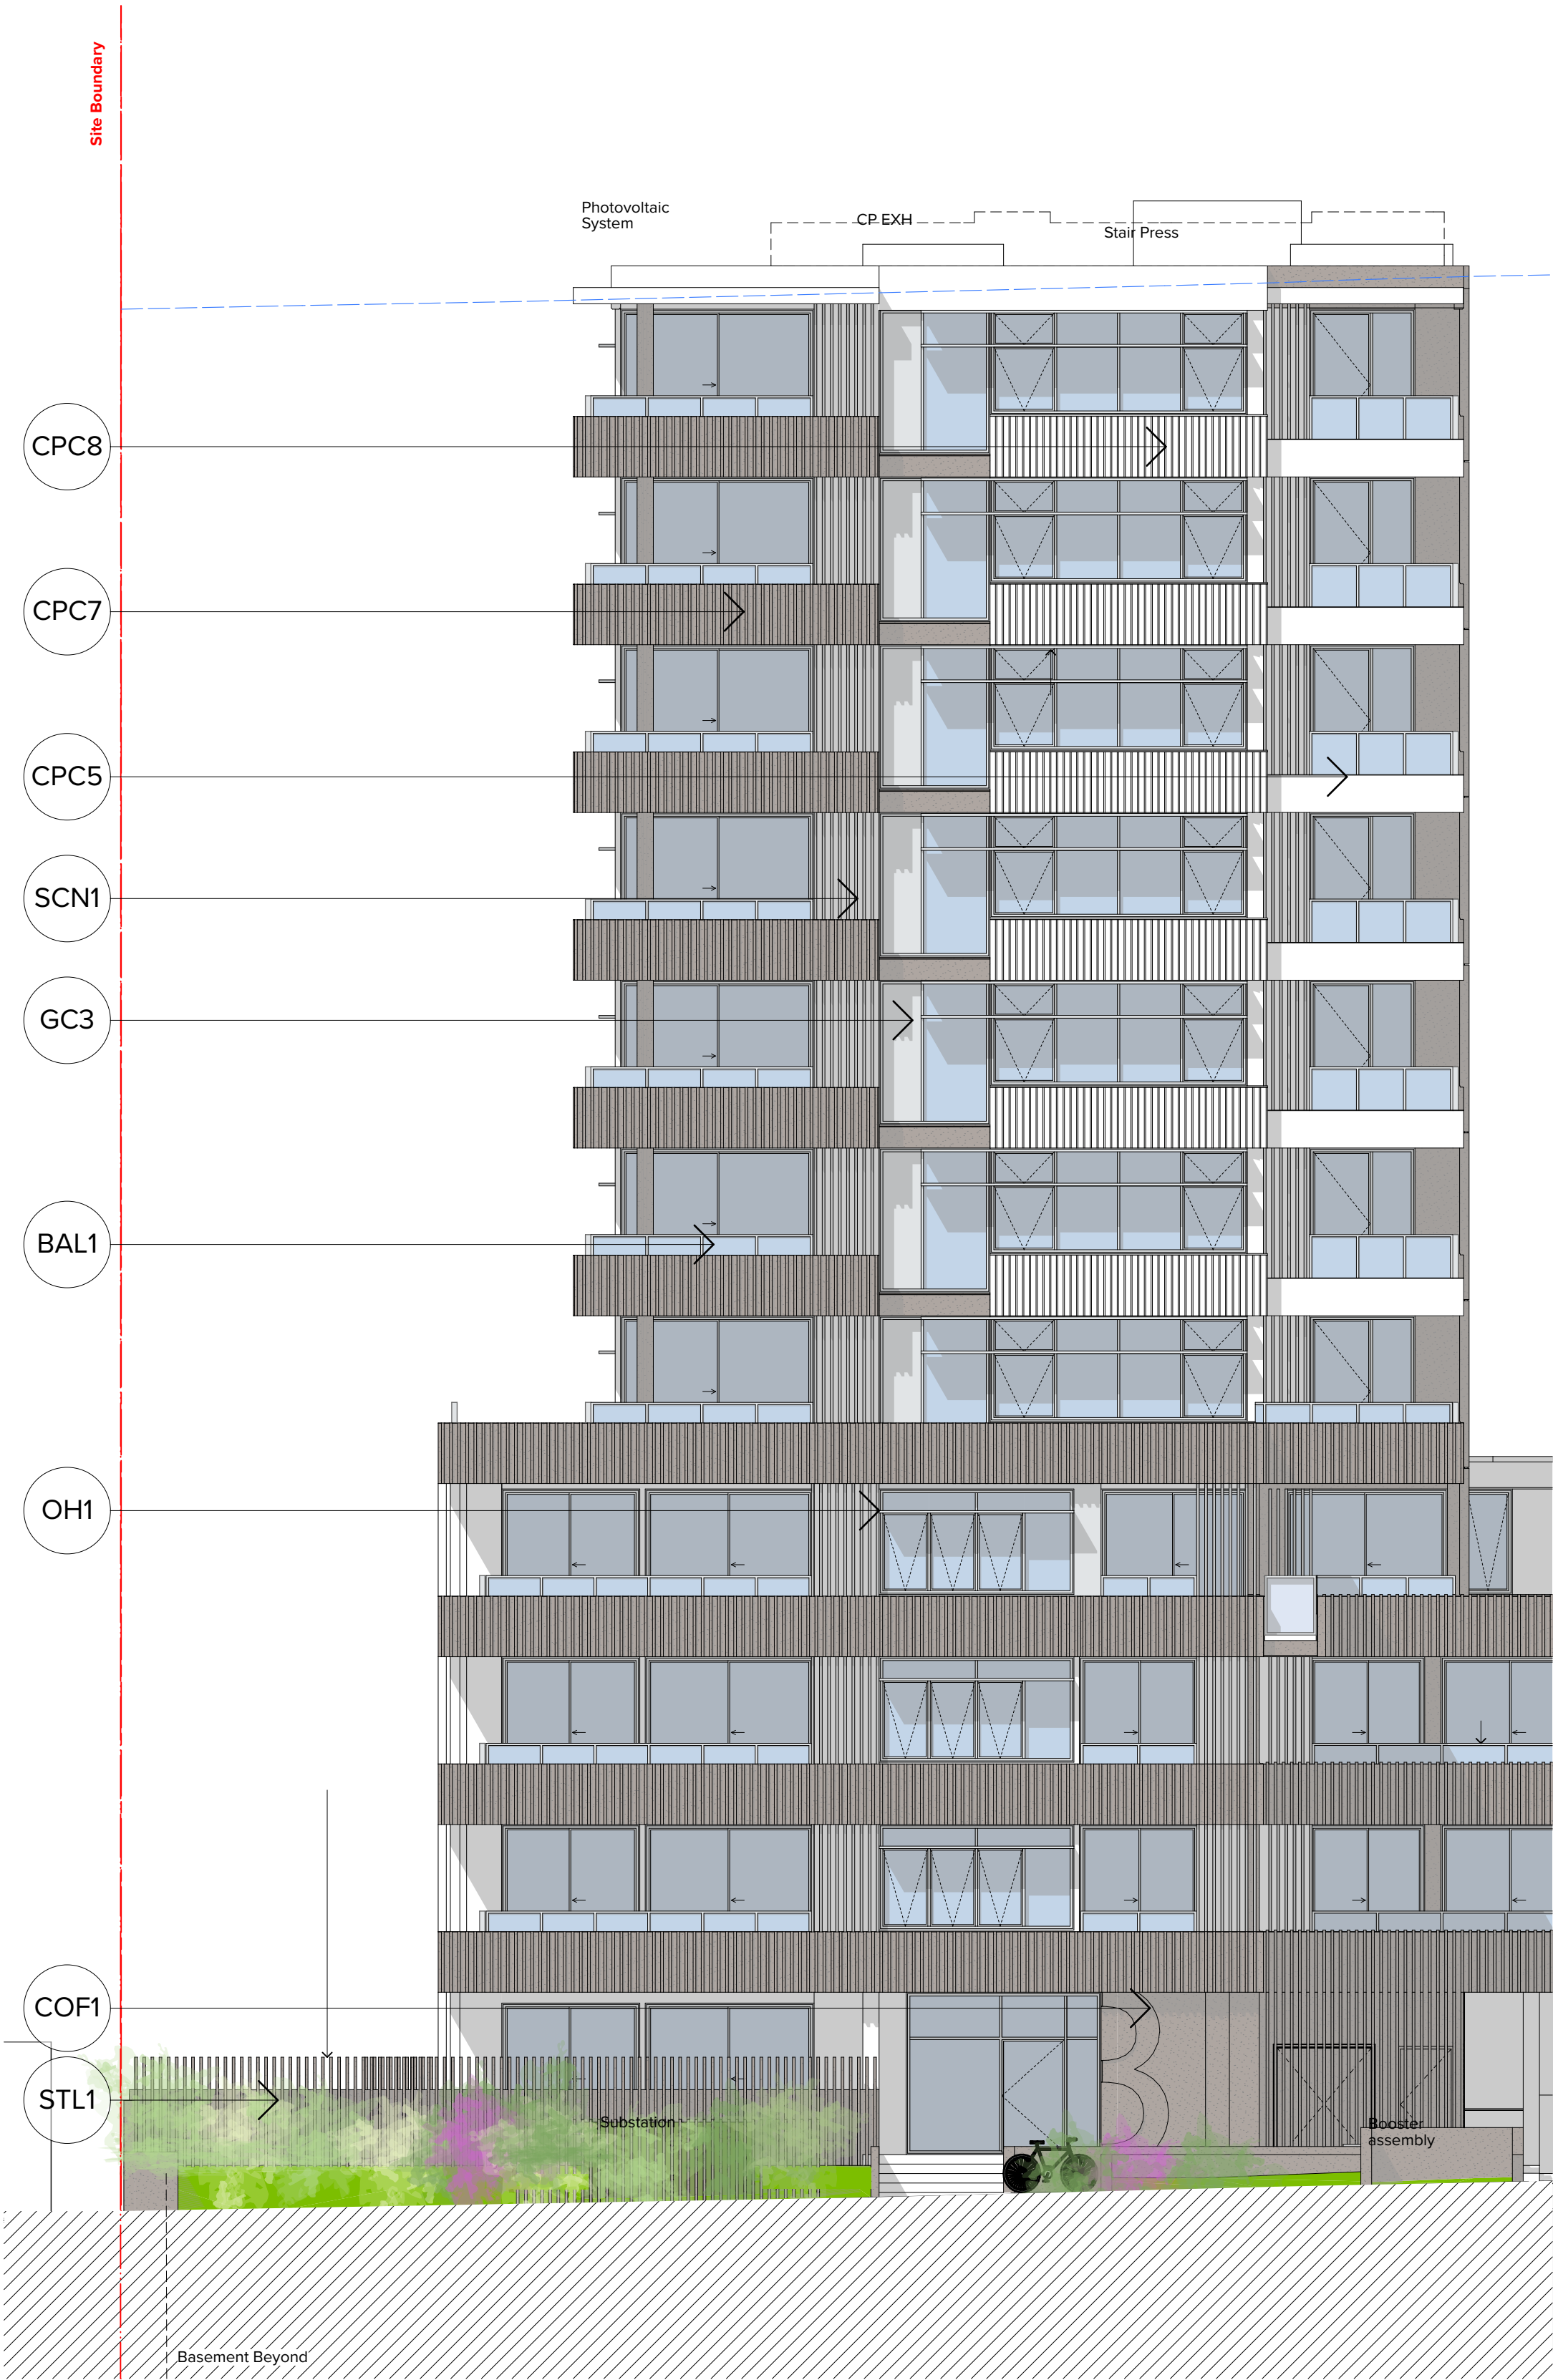 Site Boundary
Photovoltaic
System
CP EXH
Stair Press
CPC8
CPC7
CPC5
SCN1
GC3
BAL1
OH1
COF1
STL1
3
Substation
Booster
assembly
Basement Beyond